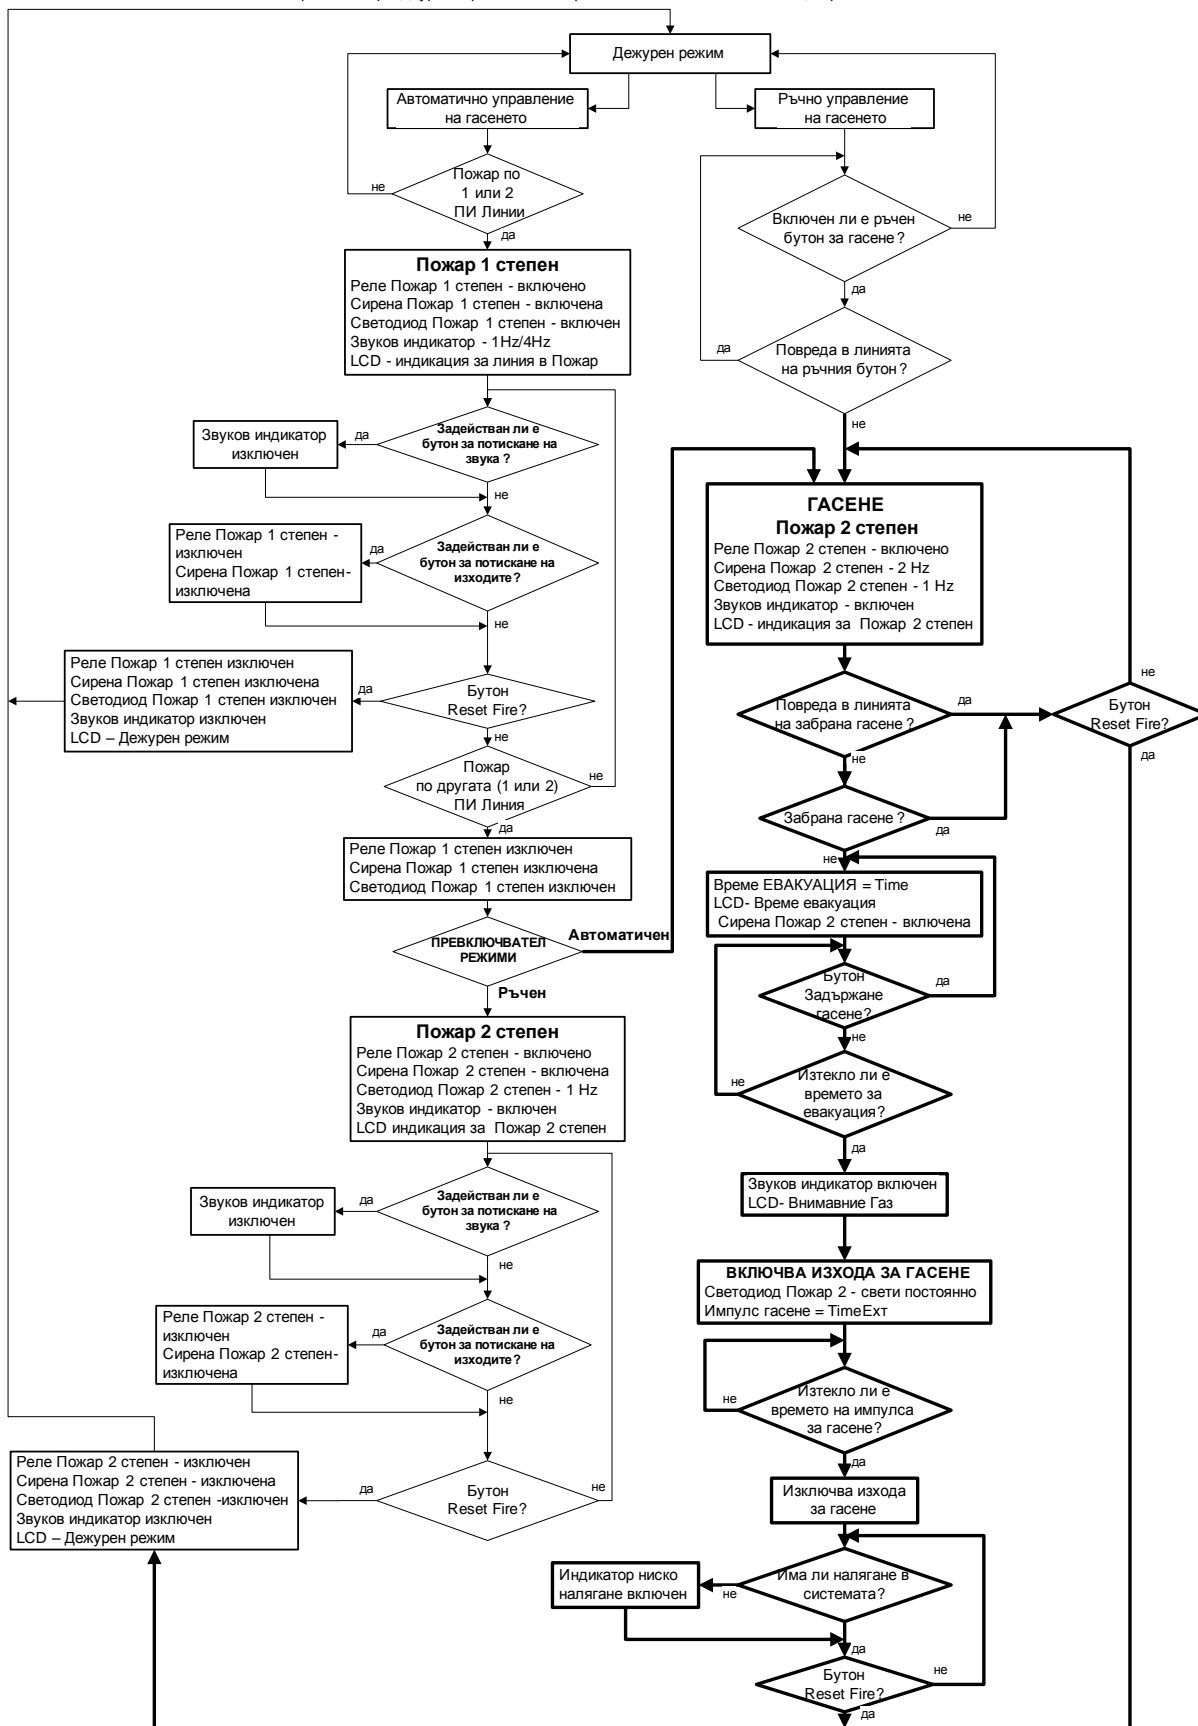 Дежурен режим
Автоматично управление
на гасенето
Ръчно управление
на гасенето
Пожар по
1 или 2
ПИ Линии
не
да
Включен ли е ръчен
бутон за гасене?
не
да
Пожар 1 степен
Реле Пожар 1 степен - включено
Сирена Пожар 1 степен - включена
Светодиод Пожар 1 степен - включен
Звуков индикатор - 1Hz/4Hz
LCD - индикация за линия в Пожар
Повреда в линията
на ръчния бутон?
да
не
Задействан ли е
бутон за потискане на
звука ?
да
не
Звуков индикатор
изключен
Задействан ли е
бутон за потискане на
изходите?
да
не
Реле Пожар 1 степен -
изключен
Сирена Пожар 1 степен-
изключена
Бутон
Reset Fire?
да
не
Реле Пожар 1 степен изключен
Сирена Пожар 1 степен изключена
Светодиод Пожар 1 степен изключен
Звуков индикатор изключен
LCD – Дежурен режим
Пожар
по другата (1 или 2)
ПИ Линия
не
да
Реле Пожар 1 степен изключен
Сирена Пожар 1 степен изключена
Светодиод Пожар 1 степен изключен
ПРЕВКЛЮЧВАТЕЛ
РЕЖИМИ
Автоматичен
Ръчен
Пожар 2 степен
Реле Пожар 2 степен - включено
Сирена Пожар 2 степен - включена
Светодиод Пожар 2 степен - 1 Hz
Звуков индикатор - включен
LCD индикация за Пожар 2 степен
Задействан ли е
бутон за потискане на
звука ?
да
не
Звуков индикатор
изключен
Задействан ли е
бутон за потискане на
изходите?
да
не
Реле Пожар 2 степен -
изключен
Сирена Пожар 2 степен-
изключена
Бутон
Reset Fire?
да
не
Реле Пожар 2 степен - изключен
Сирена Пожар 2 степен - изключена
Светодиод Пожар 2 степен -изключен
Звуков индикатор изключен
LCD – Дежурен режим
ГАСЕНЕ
Пожар 2 степен
Реле Пожар 2 степен - включено
Сирена Пожар 2 степен - 2 Hz
Светодиод Пожар 2 степен - 1 Hz
Звуков индикатор - включен
LCD - индикация за Пожар 2 степен
Повреда в линията
на забрана гасене ?
да
не
Бутон
Reset Fire?
не
да
Забрана гасене ?
да
не
Време ЕВАКУАЦИЯ = Time
LCD- Време евакуация
Сирена Пожар 2 степен - включена
Бутон
Задържане
гасене?
да
не
Изтекло ли е
времето за
евакуация?
не
да
Звуков индикатор включен
LCD- Внимавние Газ
ВКЛЮЧВА ИЗХОДА ЗА ГАСЕНЕ
Светодиод Пожар 2 - свети постоянно
Импулс гасене = TimeExt
Изтекло ли е
времето на импулса
за гасене?
не
да
Изключва изхода
за гасене
Има ли налягане в
системата?
не
да
Индикатор ниско
налягане включен
Бутон
Reset Fire?
не
да